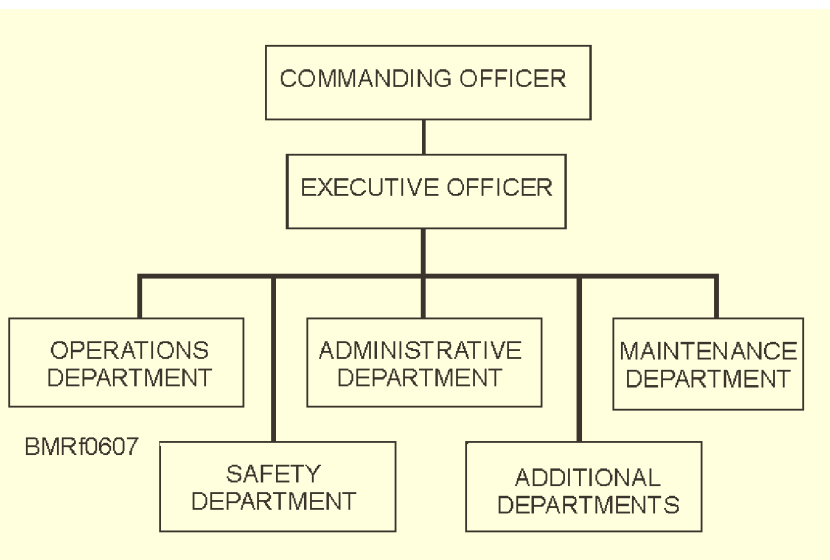 COMMANDING OFFICER
EXECUTIVE OFFICER
OPERATIONS
DEPARTMENT
ADMINISTRATIVE
DEPARTMENT
MAINTENANCE
DEPARTMENT
BMRf0607
SAFETY
DEPARTMENT
ADDITIONAL
DEPARTMENTS